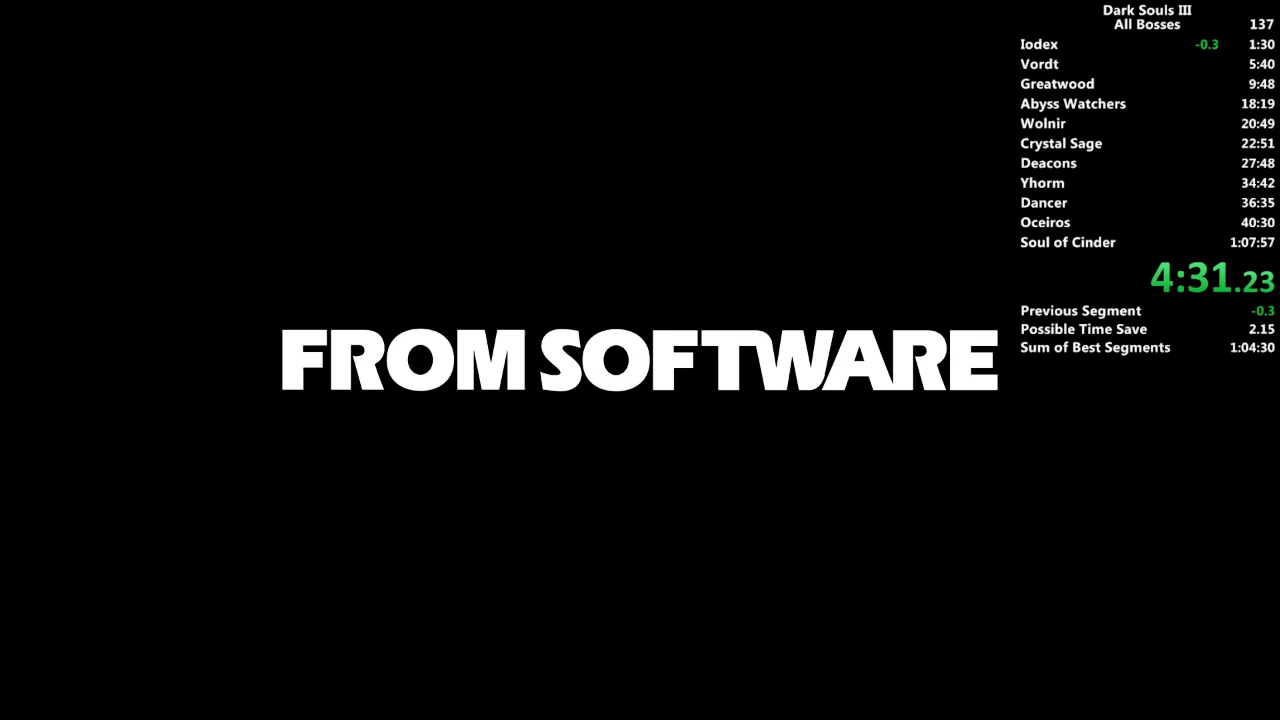 Dark Souls III
All Bosses 137
Iodex -0.3 1:30
Vordt 5:40
Greatwood 9:48
Abyss Watchers 18:19
Wolnir 20:49
Crystal Sage 22:51
Deacons 27:48
Yhorm 34:42
Dancer 36:35
Oceiros 40:30
Soul of Cinder 1:07:57
4:31.23
Previous Segment -0.3
Possible Time Save 2.15
Sum of Best Segments 1:04:30
FROM SOFTWARE